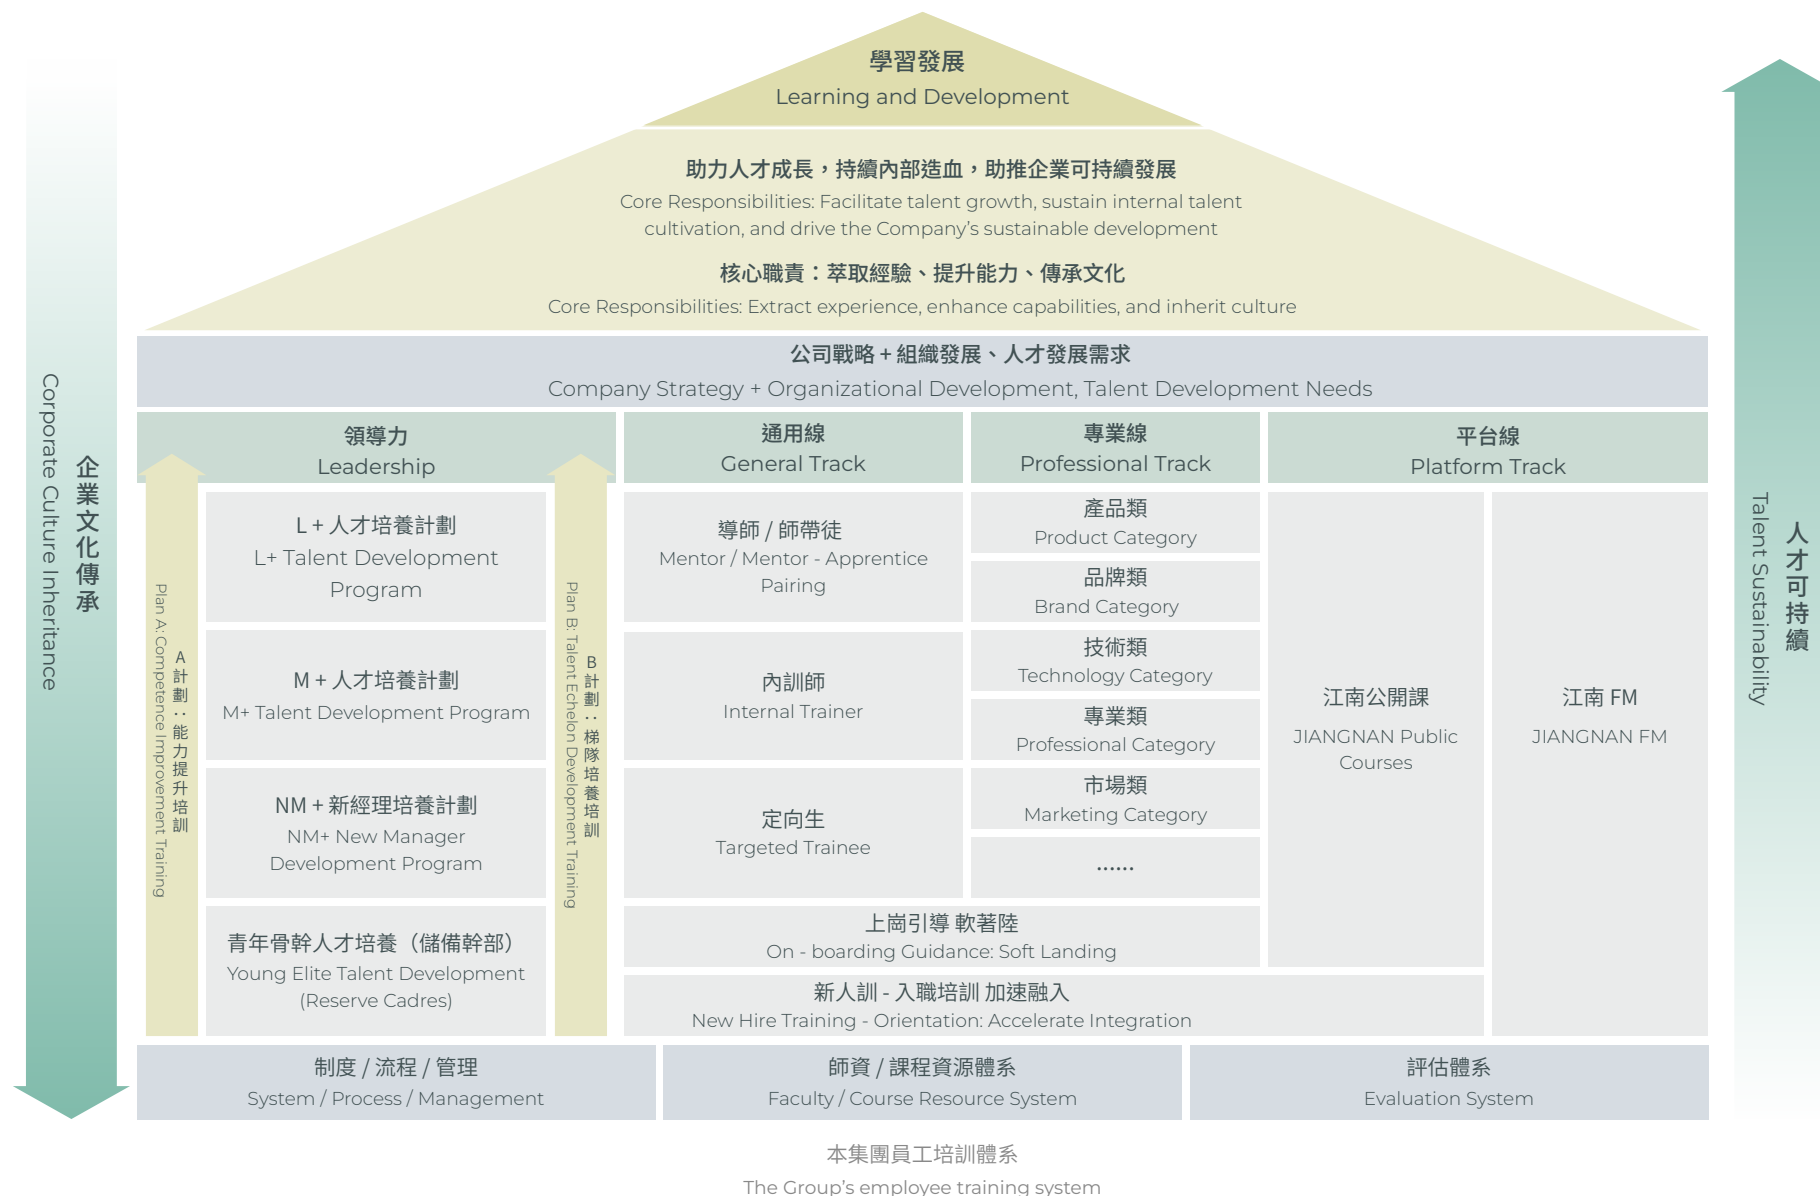 學習發展
Learning and Development
助力人才成長，持續內部造血，助推企業可持續發展
Core Responsibilities: Facilitate talent growth, sustain internal talent
cultivation, and drive the Company's sustainable development
核心職責：萃取經驗、提升能力、傳承文化
Core Responsibilities: Extract experience, enhance capabilities, and inherit culture
公司戰略 + 組織發展、人才發展需求
Company Strategy + Organizational Development, Talent Development Needs
企業文化傳承
Corporate Culture Inheritance
領導力
Leadership
A計劃：能力提升培訓
Plan A: Competence Improvement Training
L + 人才培養計劃
L+ Talent Development
Program
M + 人才培養計劃
M+ Talent Development Program
NM + 新經理培養計劃
NM+ New Manager
Development Program
青年骨幹人才培養（儲備幹部）
Young Elite Talent Development
(Reserve Cadres)
B計劃：梯隊培養培訓
Plan B: Talent Echelon Development Training
通用線
General Track
導師 / 師帶徒
Mentor / Mentor - Apprentice
Pairing
內訓師
Internal Trainer
定向生
Targeted Trainee
專業線
Professional Track
產品類
Product Category
品牌類
Brand Category
技術類
Technology Category
專業類
Professional Category
市場類
Marketing Category
......
平台線
Platform Track
江南公開課
JIANGNAN Public
Courses
江南 FM
JIANGNAN FM
上崗引導 軟著陸
On - boarding Guidance: Soft Landing
新人訓 - 入職培訓 加速融入
New Hire Training - Orientation: Accelerate Integration
人才可持續
Talent Sustainability
制度 / 流程 / 管理
System / Process / Management
師資 / 課程資源體系
Faculty / Course Resource System
評估體系
Evaluation System
本集團員工培訓體系
The Group's employee training system